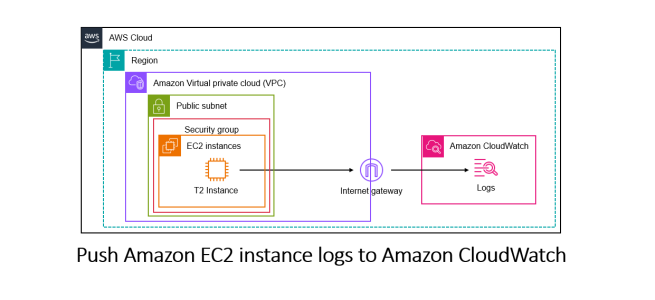 aws
AWS Cloud
Region
Amazon Virtual private cloud (VPC)
Public subnet
Security group
EC2 instances
T2 Instance
Internet gateway
Amazon CloudWatch
Logs
Push Amazon EC2 instance logs to Amazon CloudWatch